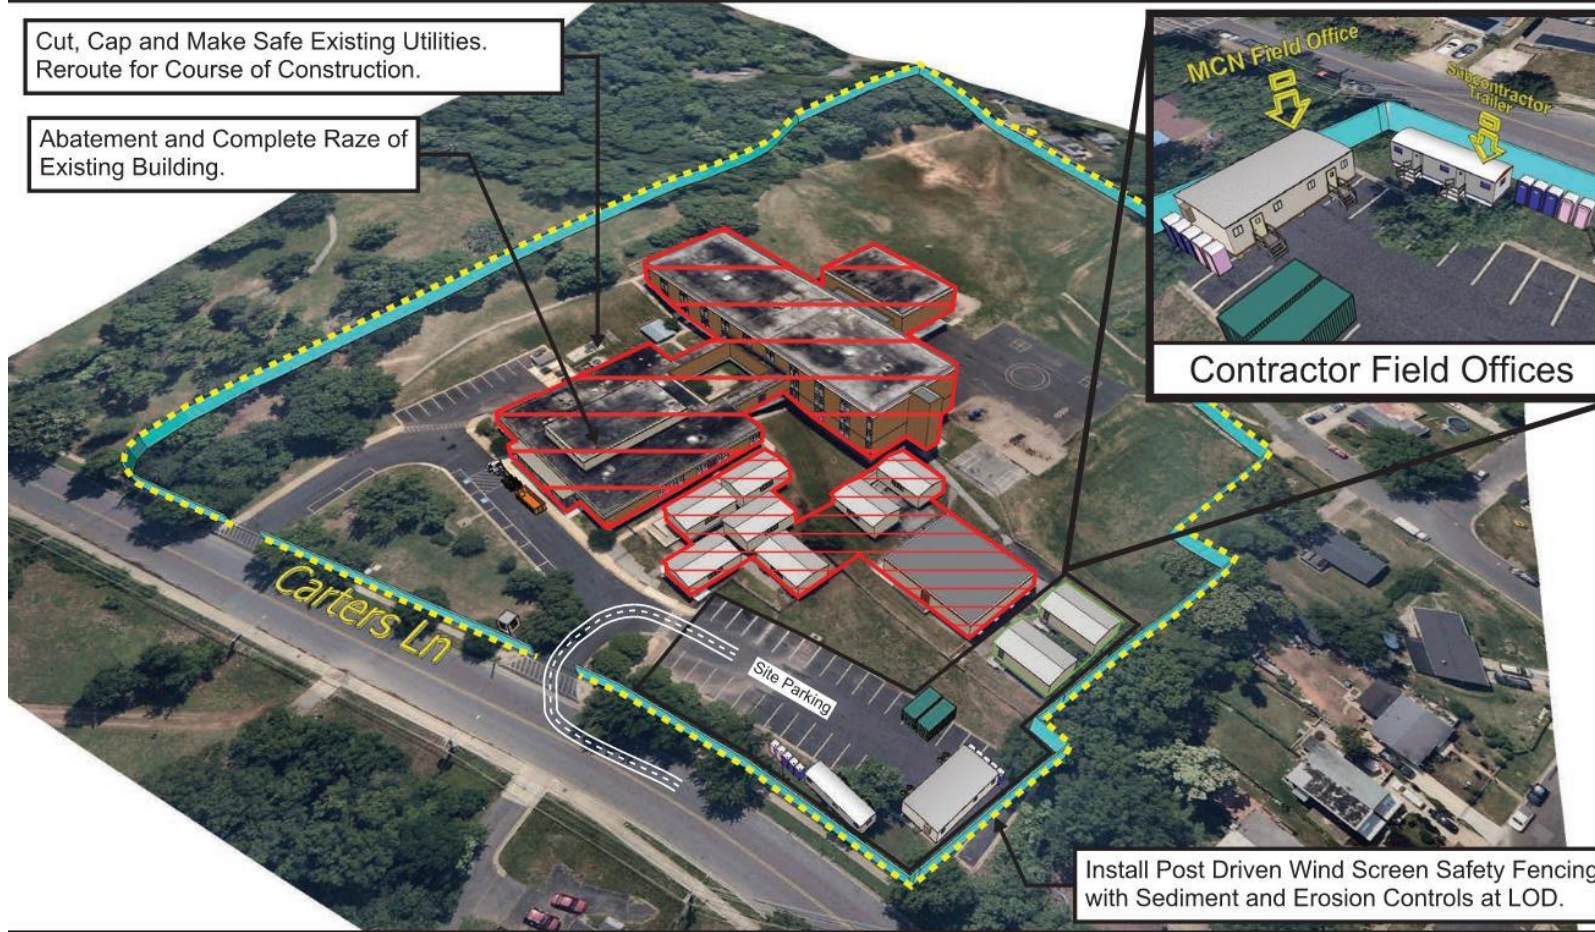 Cut, Cap and Make Safe Existing Utilities.
Reroute for Course of Construction.
Abatement and Complete Raze of
Existing Building.
MCN Field Office
Subcontractor
Trailer
Contractor Field Offices
Carters Ln
Site Parking
Install Post Driven Wind Screen Safety Fencing
with Sediment and Erosion Controls at LOD.